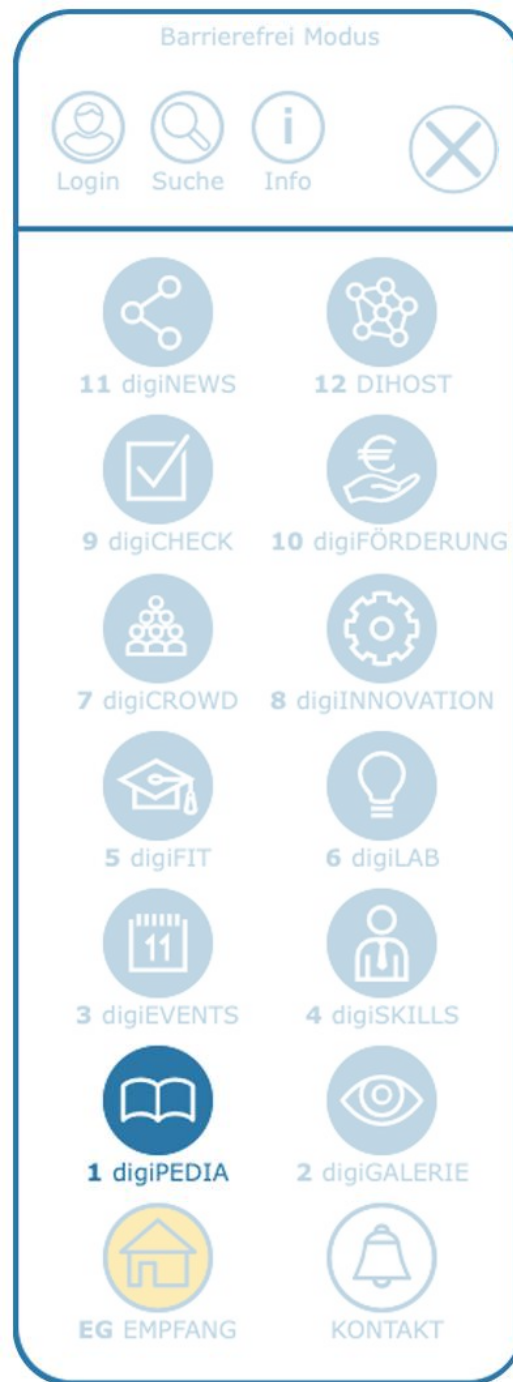 Barrierefrei Modus
Login Suche Info
11 digiNEWS 12 DIHOST
9 digiCHECK 10 digiFÖRDERUNG
7 digiCROWD 8 digiINNOVATION
5 digiFIT 6 digiLAB
11
3 digiEVENTS 4 digiSKILLS
1 digiPEDIA 2 digiGALERIE
EG EMPFANG KONTAKT